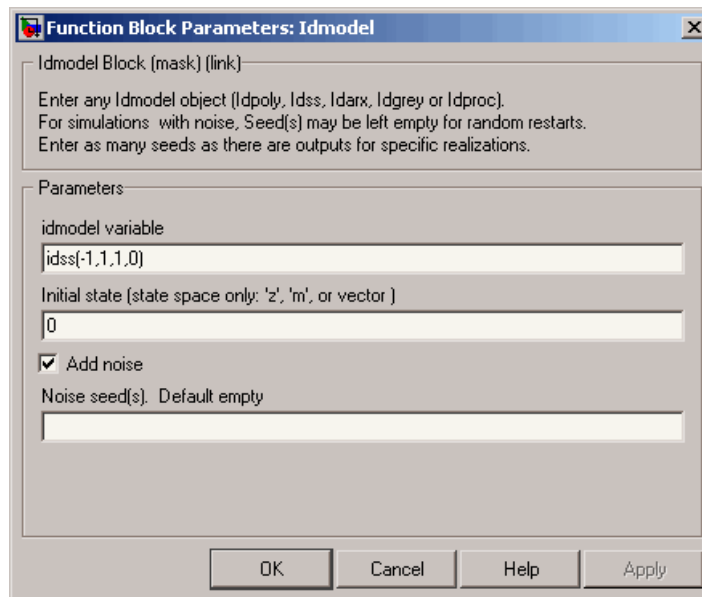 Function Block Parameters: Idmodel
Idmodel Block (mask) (link)
Enter any Idmodel object (Idpoly, Idss, Idarx, Idgrey or Idproc).
For simulations with noise, Seed(s) may be left empty for random restarts.
Enter as many seeds as there are outputs for specific realizations.
Parameters
idmodel variable
idss(-1,1,1,0)
Initial state (state space only: 'z', 'm', or vector )
0
Add noise
Noise seed(s). Default empty
OK Cancel Help Apply